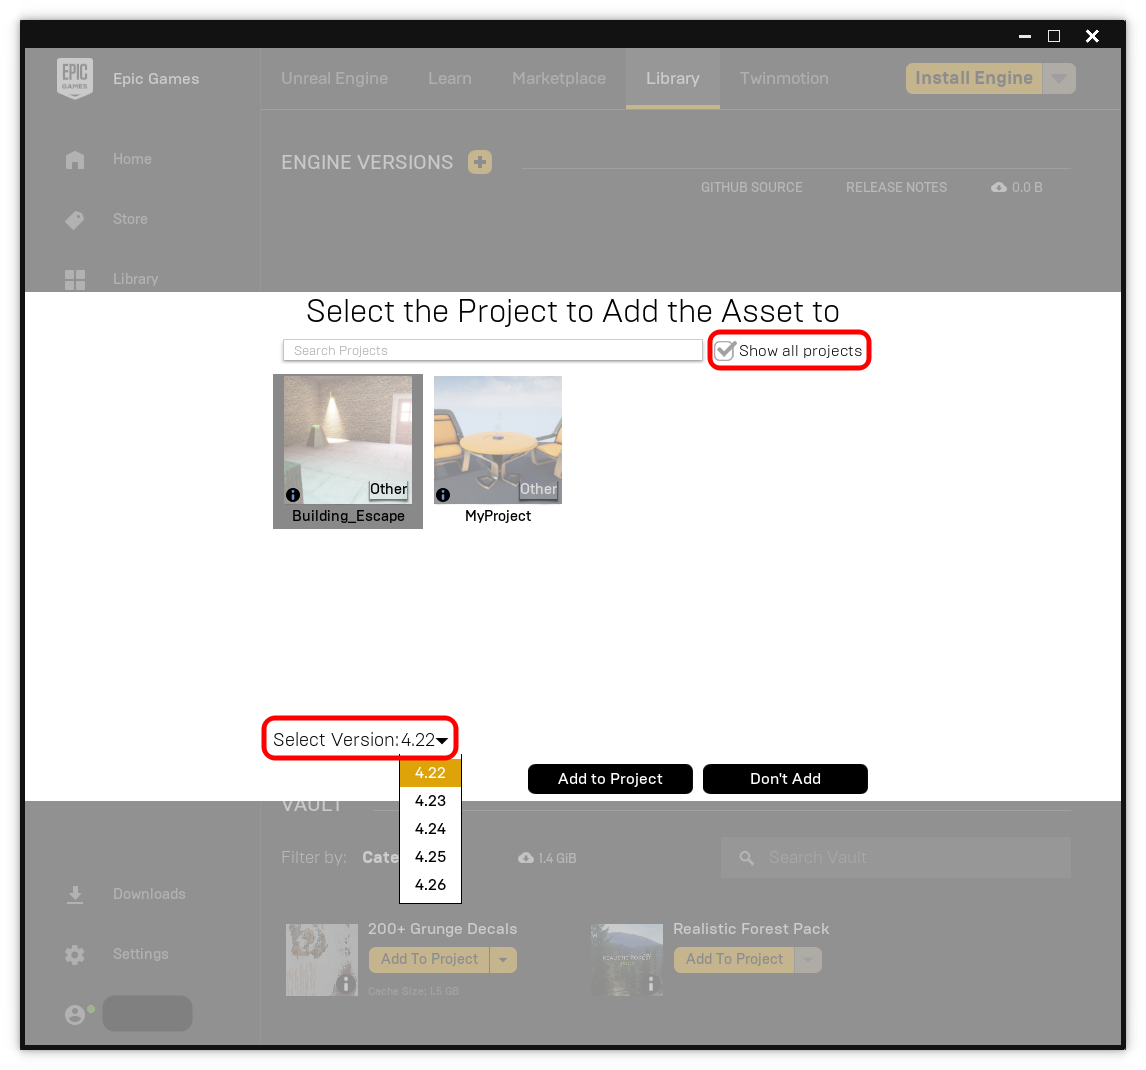 EPIC
GAMES
Epic Games
Unreal Engine
Learn
Marketplace
Library
Twinmotion
Install Engine
Home
Store
Library
ENGINE VERSIONS
GITHUB SOURCE
RELEASE NOTES
0.0 B
Select the Project to Add the Asset to
Search Projects
Show all projects
Other
Building_Escape
Other
MyProject
Select Version: 4.22
4.22
4.23
4.24
4.25
4.26
Add to Project
Don't Add
VAULT
Filter by:
Cate
1.4 GiB
Search Vault
Downloads
Settings
200+ Grunge Decals
Add To Project
Cache Size: 1.5 GB
Realistic Forest Pack
REALISTIC FOREST
Add To Project